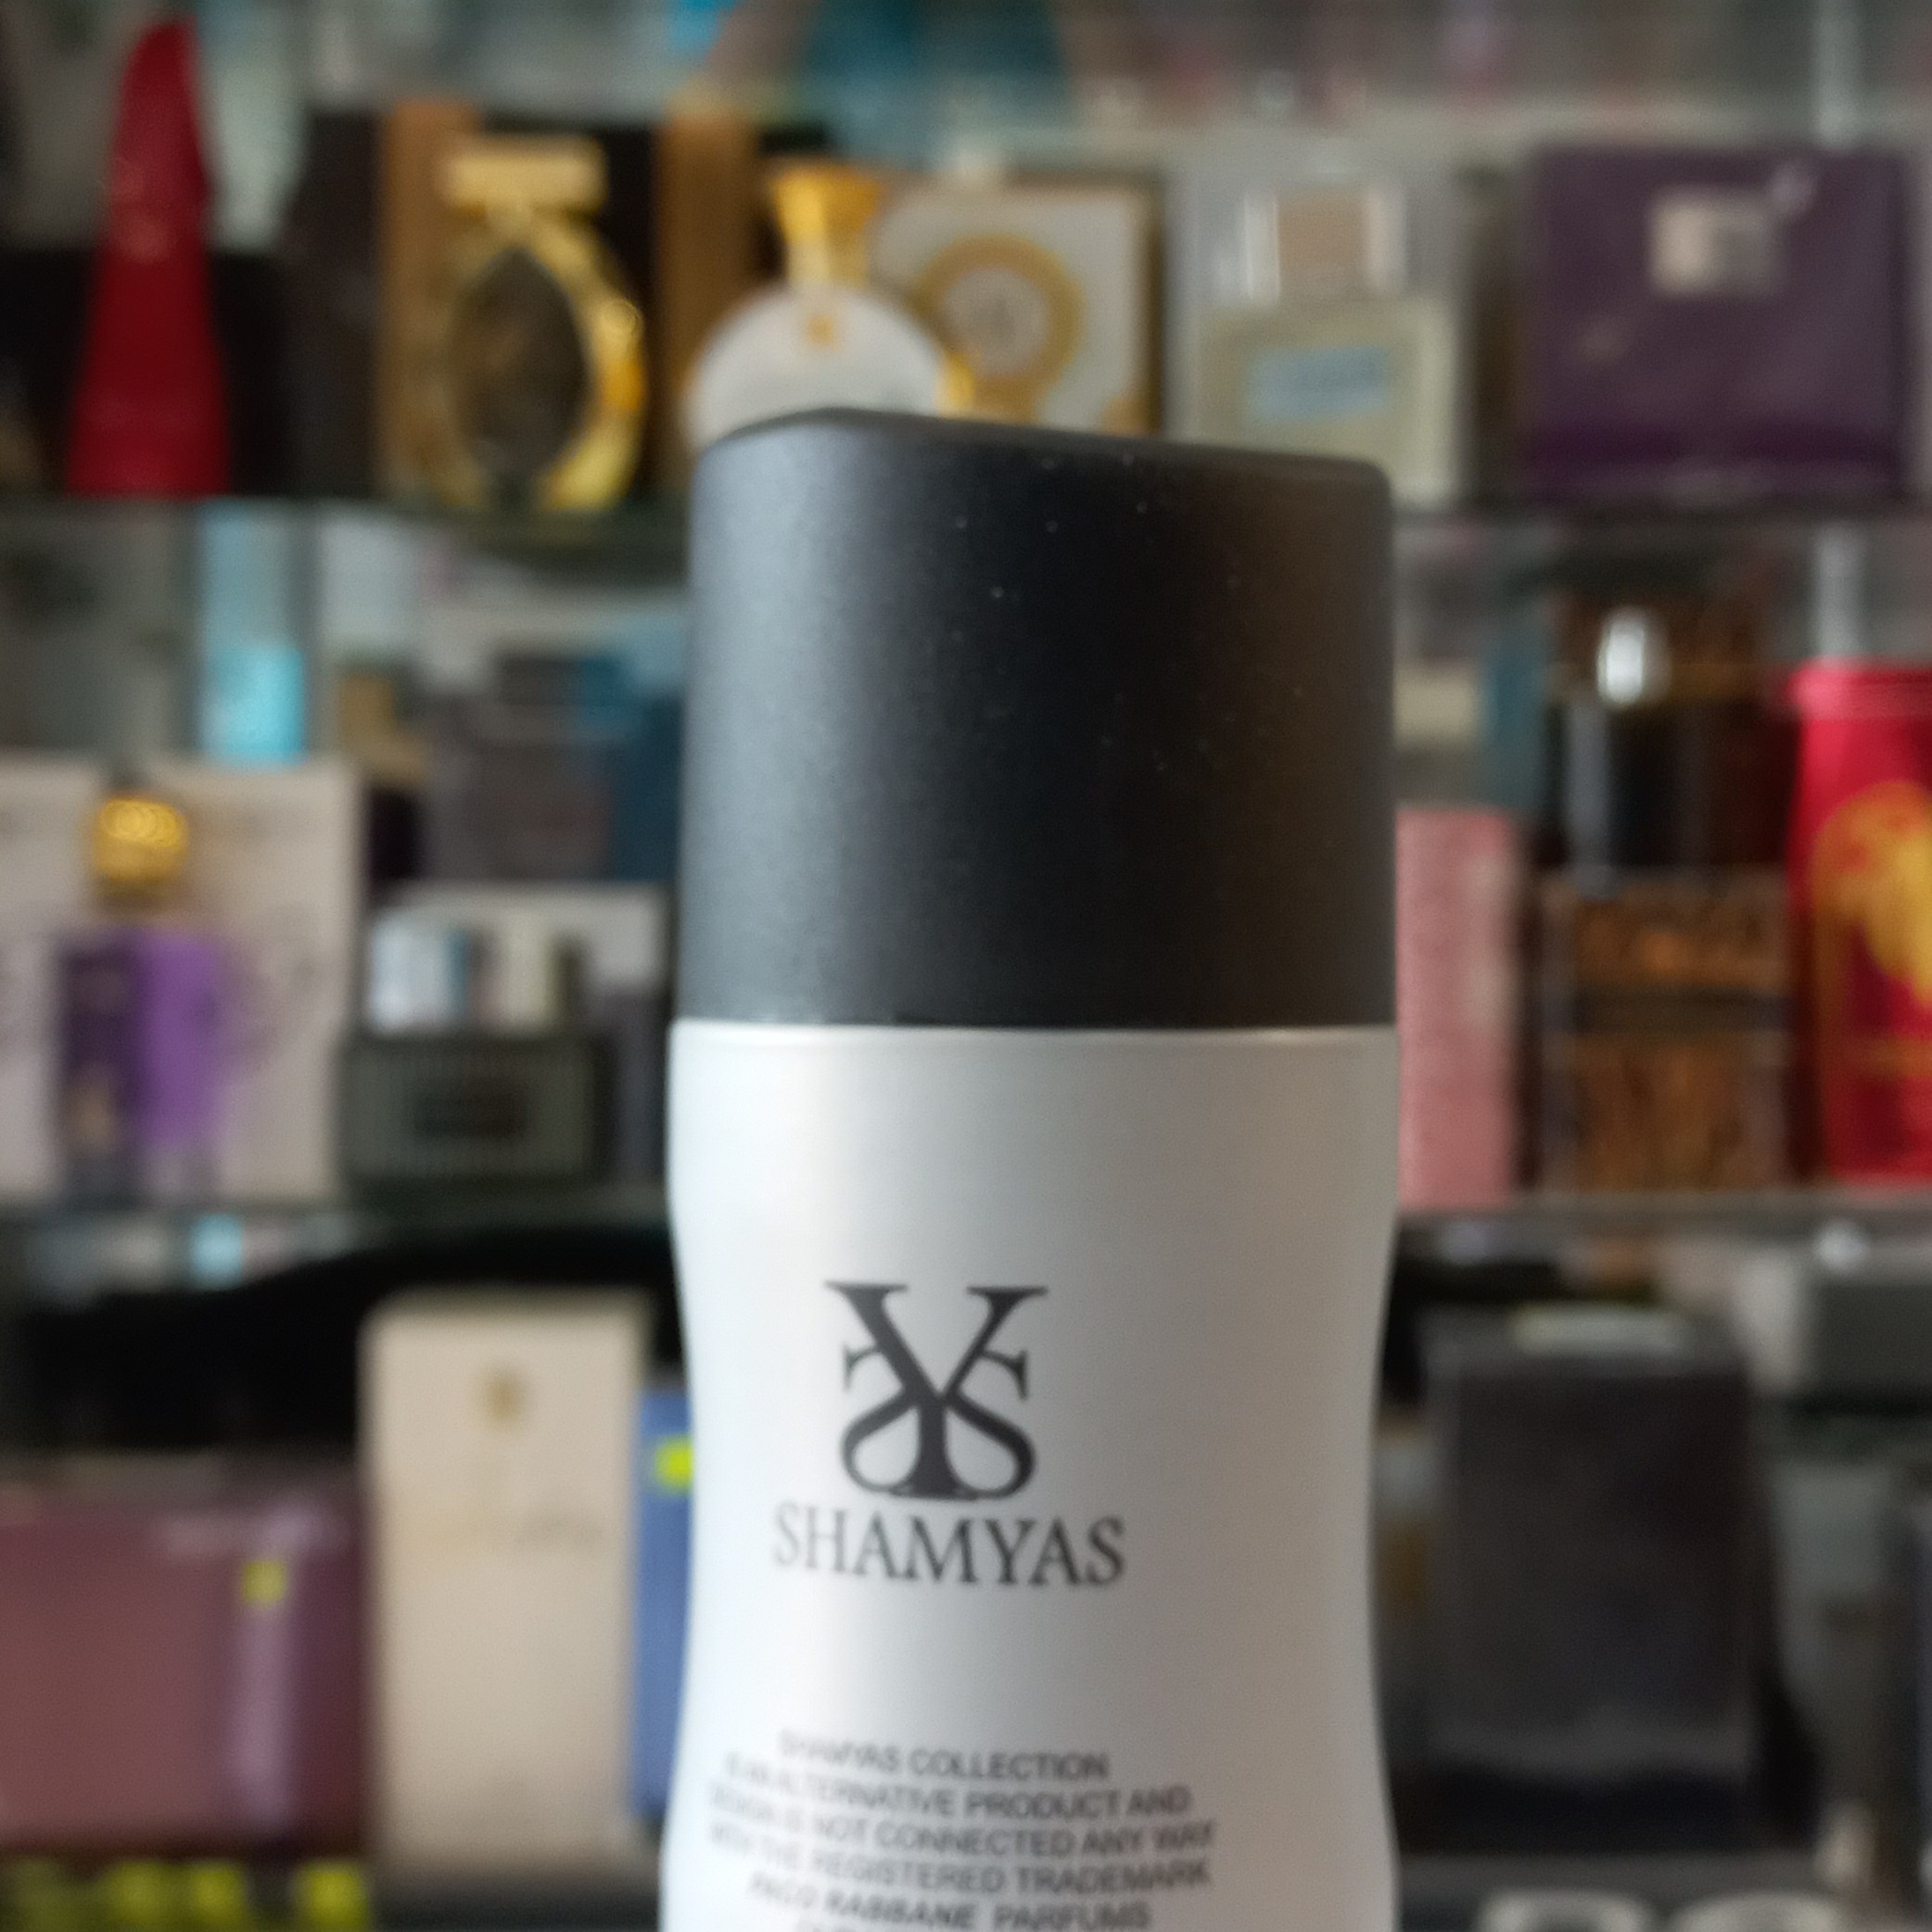 SHAMYAS
SHAMYAS COLLECTION
IS AN ALTERNATIVE PRODUCT AND
DESIGN IS NOT CONNECTED ANY WAY
WITH THE REGISTERED TRADEMARK
PACO RABBANE PARFUMS